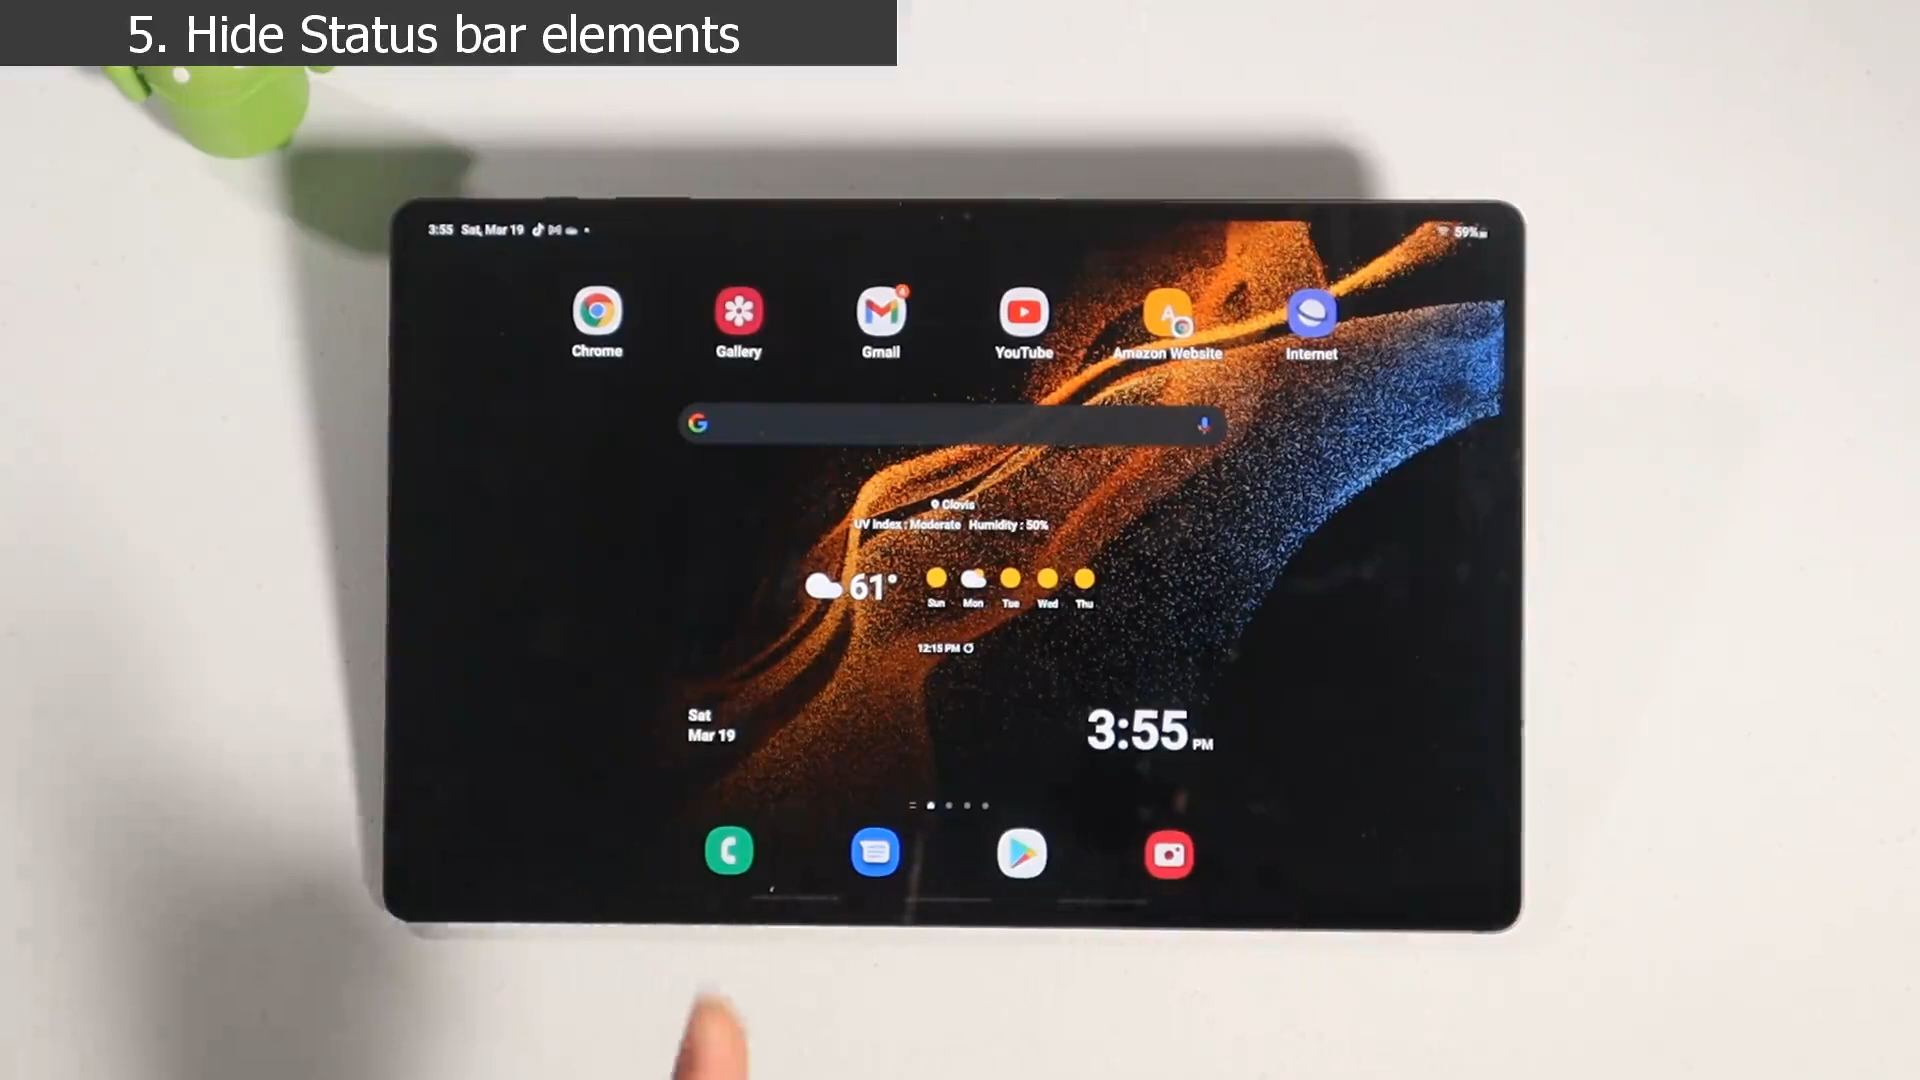 5. Hide Status bar elements
3:55 Sat, Mar 19
59%
Chrome
Gallery
4
Gmail
YouTube
A
Amazon Website
Internet
G
Clovis
UV index : Moderate Humidity : 50%
61°
Sun
Mon
Tue
Wed
Thu
12:15 PM
Sat
Mar 19
3:55 PM